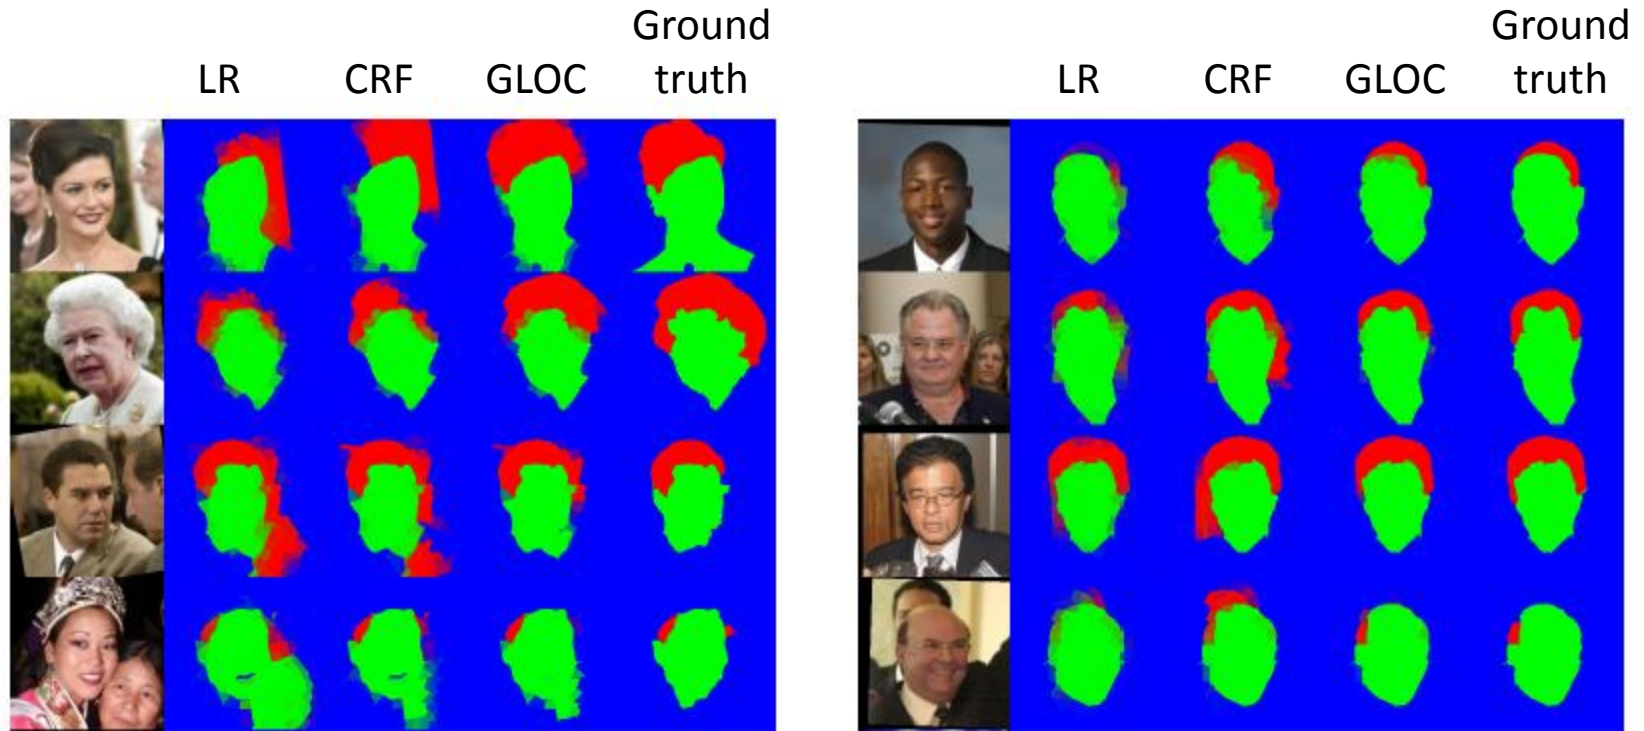 Ground
truth
LR CRF GLOC
Ground
truth
LR CRF GLOC